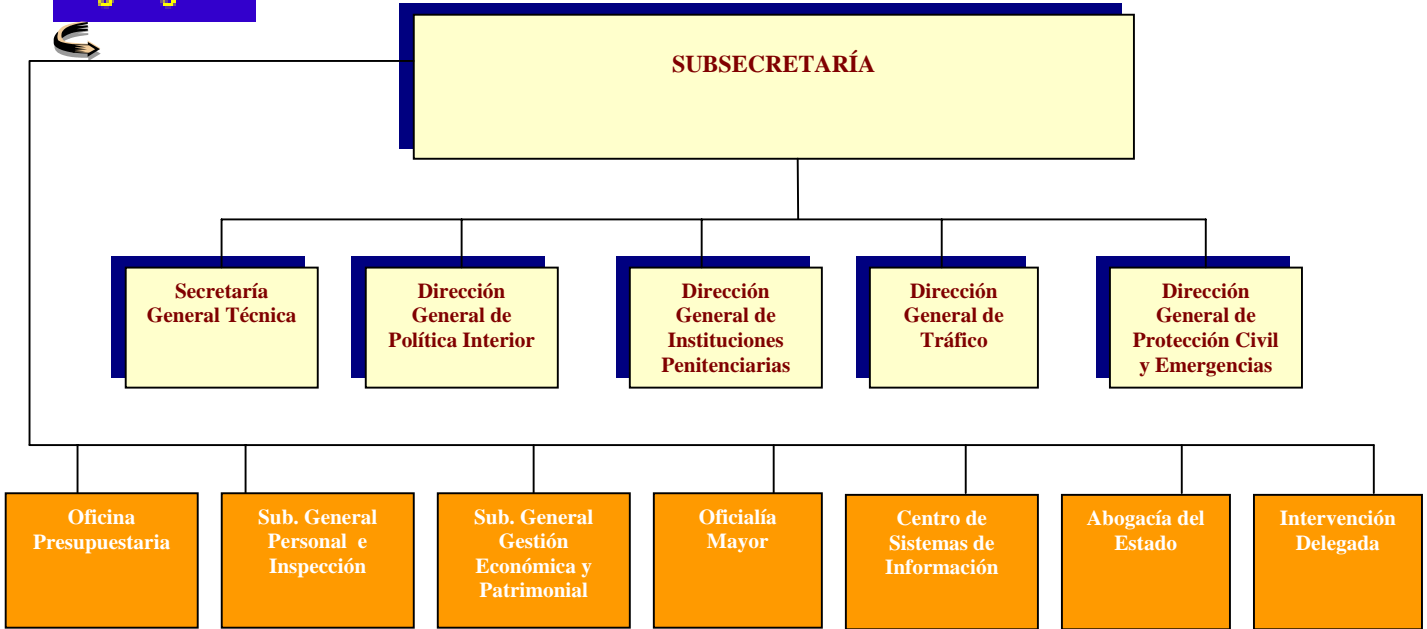 SUBSECRETARÍA
Secretaría
General Técnica
Dirección
General de
Política Interior
Dirección
General de
Instituciones
Penitenciarias
Dirección
General de
Tráfico
Dirección
General de
Protección Civil
y Emergencias
Oficina
Presupuestaria
Sub. General
Personal e
Inspección
Sub. General
Gestión
Económica y
Patrimonial
Oficialía
Mayor
Centro de
Sistemas de
Información
Abogacía del
Estado
Intervención
Delegada